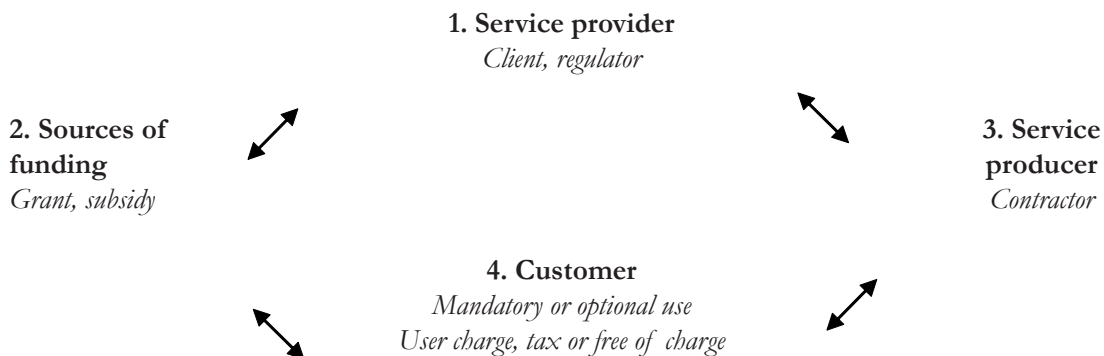 1. Service provider
Client, regulator
2. Sources of
funding
Grant, subsidy
3. Service
producer
Contractor
4. Customer
Mandatory or optional use
User charge, tax or free of charge